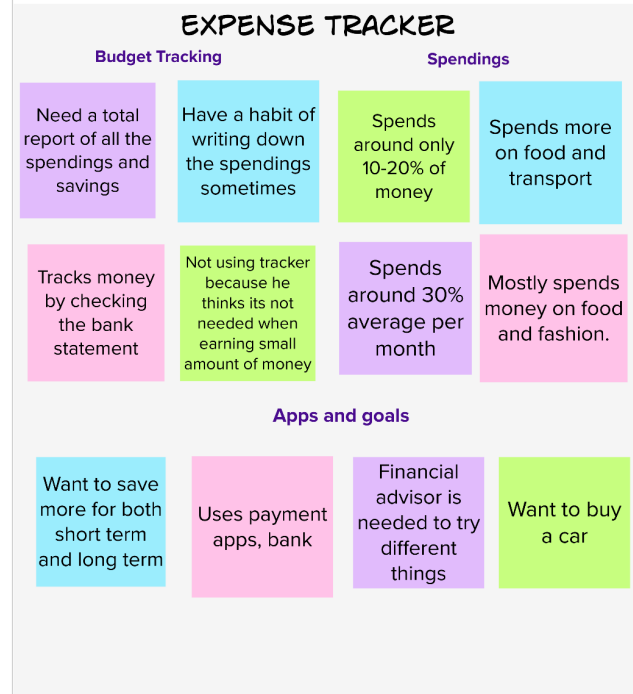 EXPENSE TRACKER
Budget Tracking
Spendings
Need a total
report of all the
spendings and
savings
Have a habit of
writing down
the spendings
sometimes
Spends
around only
10-20% of
money
Spends more
on food and
transport
Tracks money
by checking
the bank
statement
Not using tracker
because he
thinks its not
needed when
earning small
amount of money
Spends
around 30%
average per
month
Mostly spends
money on food
and fashion.
Apps and goals
Want to save
more for both
short term
and long term
Uses payment
apps, bank
Financial
advisor is
needed to try
different
things
Want to buy
a car